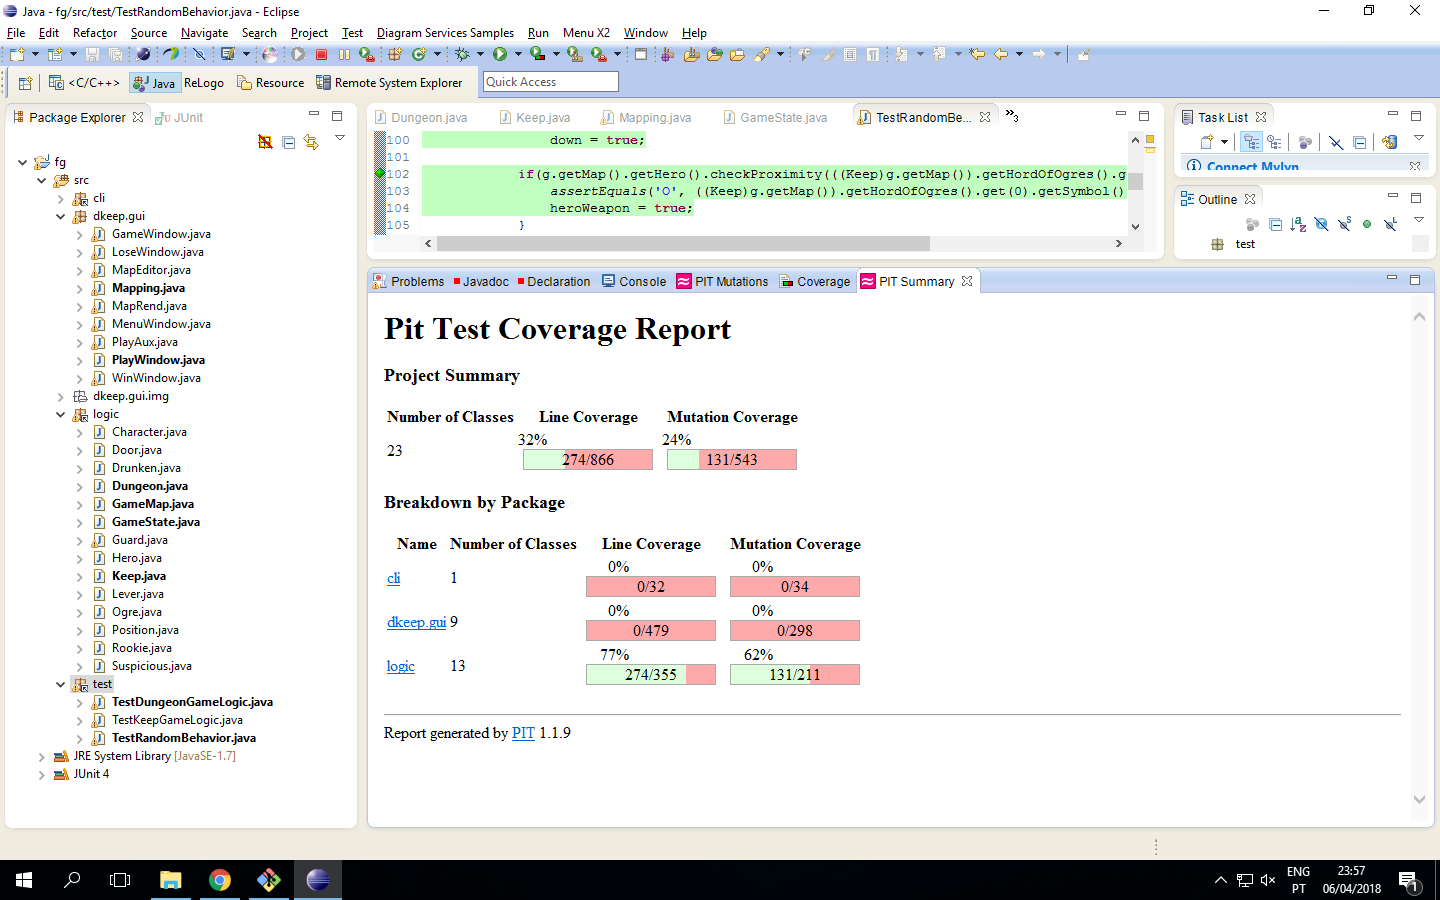 Java - fg/src/test/TestRandomBehavior.java - Eclipse
File Edit Refactor Source Navigate Search Project Test Diagram Services Samples Run Menu X2 Window Help
<C/C++> Java ReLogo Resource Remote System Explorer Quick Access
Package Explorer JUnit
fg
src
cli
dkeep.gui
GameWindow.java
LoseWindow.java
MapEditor.java
Mapping.java
MapRend.java
MenuWindow.java
PlayAux.java
PlayWindow.java
WinWindow.java
dkeep.gui.img
logic
Character.java
Door.java
Drunken.java
Dungeon.java
GameMap.java
GameState.java
Guard.java
Hero.java
Keep.java
Lever.java
Ogre.java
Position.java
Rookie.java
Suspicious.java
test
TestDungeonGameLogic.java
TestKeepGameLogic.java
TestRandomBehavior.java
JRE System Library [JavaSE-1.7]
JUnit 4
Dungeon.java Keep.java Mapping.java GameState.java TestRandomBe... »3
100 down = true;
101
102 if(g.getMap().getHero().checkProximity(((Keep)g.getMap()).getHordOfOgres().g
103 assertEquals('O', ((Keep)g.getMap()).getHordOfOgres().get(0).getSymbol()
104 heroWeapon = true;
105 }
Task List
Connect Mylyn
Outline
test
Problems Javadoc Declaration Console PIT Mutations Coverage PIT Summary
Pit Test Coverage Report
Project Summary
Number of Classes Line Coverage Mutation Coverage
23 32% 274/866 24% 131/543
Breakdown by Package
Name Number of Classes Line Coverage Mutation Coverage
cli 1 0% 0/32 0% 0/34
dkeep.gui 9 0% 0/479 0% 0/298
logic 13 77% 274/355 62% 131/211
Report generated by PIT 1.1.9
ENG
PT
23:57
06/04/2018
1